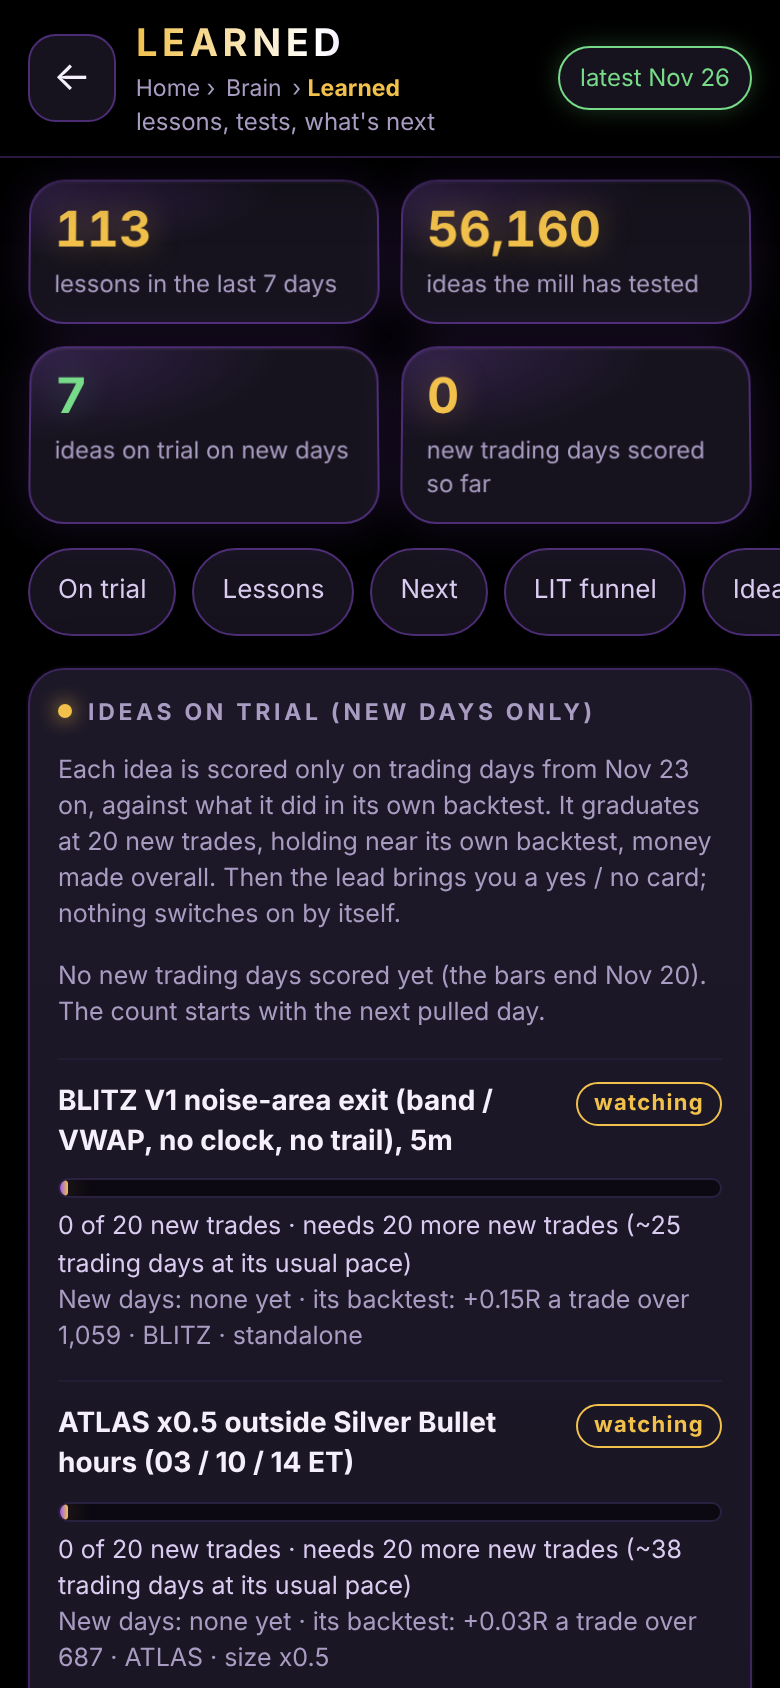 ←
LEARNED
Home › Brain › Learned
lessons, tests, what's next
latest Nov 26
113
lessons in the last 7 days
56,160
ideas the mill has tested
7
ideas on trial on new days
0
new trading days scored
so far
On trial
Lessons
Next
LIT funnel
Idea
IDEAS ON TRIAL (NEW DAYS ONLY)
Each idea is scored only on trading days from Nov 23
on, against what it did in its own backtest. It graduates
at 20 new trades, holding near its own backtest, money
made overall. Then the lead brings you a yes / no card;
nothing switches on by itself.
No new trading days scored yet (the bars end Nov 20).
The count starts with the next pulled day.
BLITZ V1 noise-area exit (band /
VWAP, no clock, no trail), 5m
watching
0 of 20 new trades · needs 20 more new trades (~25
trading days at its usual pace)
New days: none yet · its backtest: +0.15R a trade over
1,059 · BLITZ · standalone
ATLAS x0.5 outside Silver Bullet
hours (03 / 10 / 14 ET)
watching
0 of 20 new trades · needs 20 more new trades (~38
trading days at its usual pace)
New days: none yet · its backtest: +0.03R a trade over
687 · ATLAS · size x0.5